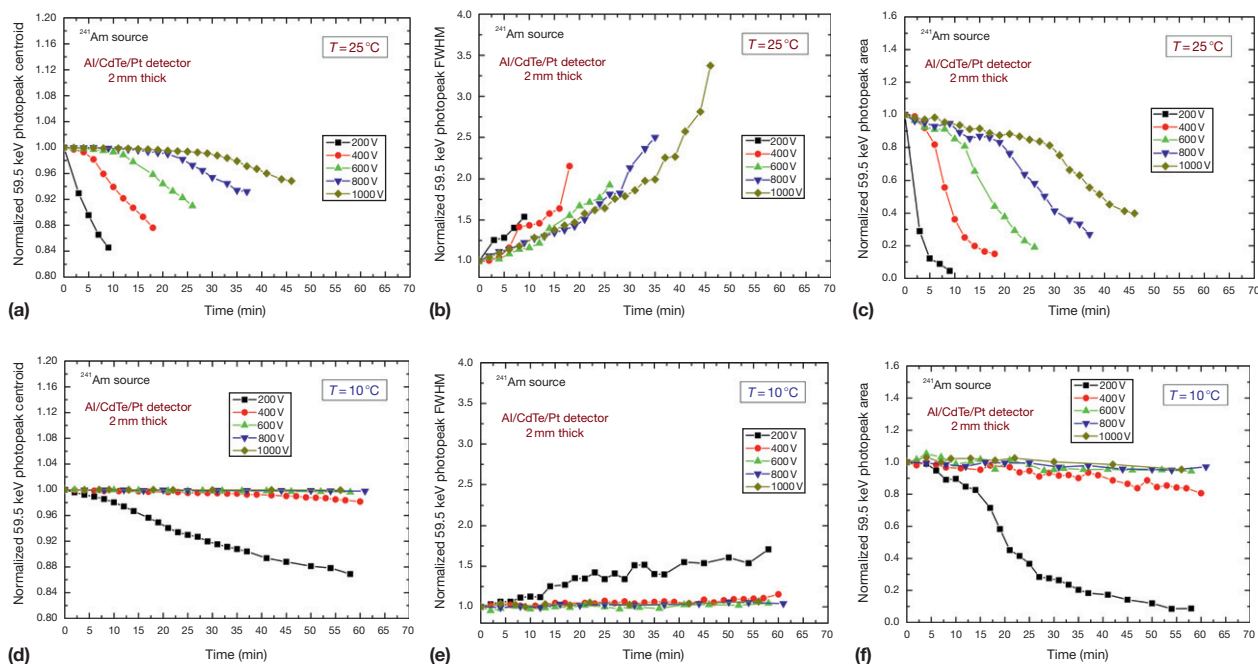 Normalized 59.5 keV photopeak centroid
1.20
1.16
1.12
1.08
1.04
1.00
0.96
0.92
0.88
0.84
0.80
²⁴¹Am source
T = 25 °C
Al/CdTe/Pt detector
2 mm thick
200 V
400 V
600 V
800 V
1000 V
0 5 10 15 20 25 30 35 40 45 50 55 60 65 70
Time (min)
(a)
Normalized 59.5 keV photopeak FWHM
4.0
3.5
3.0
2.5
2.0
1.5
1.0
²⁴¹Am source
T = 25 °C
Al/CdTe/Pt detector
2 mm thick
200 V
400 V
600 V
800 V
1000 V
0 5 10 15 20 25 30 35 40 45 50 55 60 65 70
Time (min)
(b)
Normalized 59.5 keV photopeak area
1.6
1.4
1.2
1.0
0.8
0.6
0.4
0.2
0.0
²⁴¹Am source
T = 25 °C
Al/CdTe/Pt detector
2 mm thick
200 V
400 V
600 V
800 V
1000 V
0 5 10 15 20 25 30 35 40 45 50 55 60 65 70
Time (min)
(c)
Normalized 59.5 keV photopeak centroid
1.20
1.16
1.12
1.08
1.04
1.00
0.96
0.92
0.88
0.84
0.80
²⁴¹Am source
T = 10 °C
Al/CdTe/Pt detector
2 mm thick
200 V
400 V
600 V
800 V
1000 V
0 5 10 15 20 25 30 35 40 45 50 55 60 65 70
Time (min)
(d)
Normalized 59.5 keV photopeak FWHM
4.0
3.5
3.0
2.5
2.0
1.5
1.0
²⁴¹Am source
T = 10 °C
Al/CdTe/Pt detector
2 mm thick
200 V
400 V
600 V
800 V
1000 V
0 5 10 15 20 25 30 35 40 45 50 55 60 65 70
Time (min)
(e)
Normalized 59.5 keV photopeak area
1.6
1.4
1.2
1.0
0.8
0.6
0.4
0.2
0.0
²⁴¹Am source
T = 10 °C
Al/CdTe/Pt detector
2 mm thick
200 V
400 V
600 V
800 V
1000 V
0 5 10 15 20 25 30 35 40 45 50 55 60 65 70
Time (min)
(f)